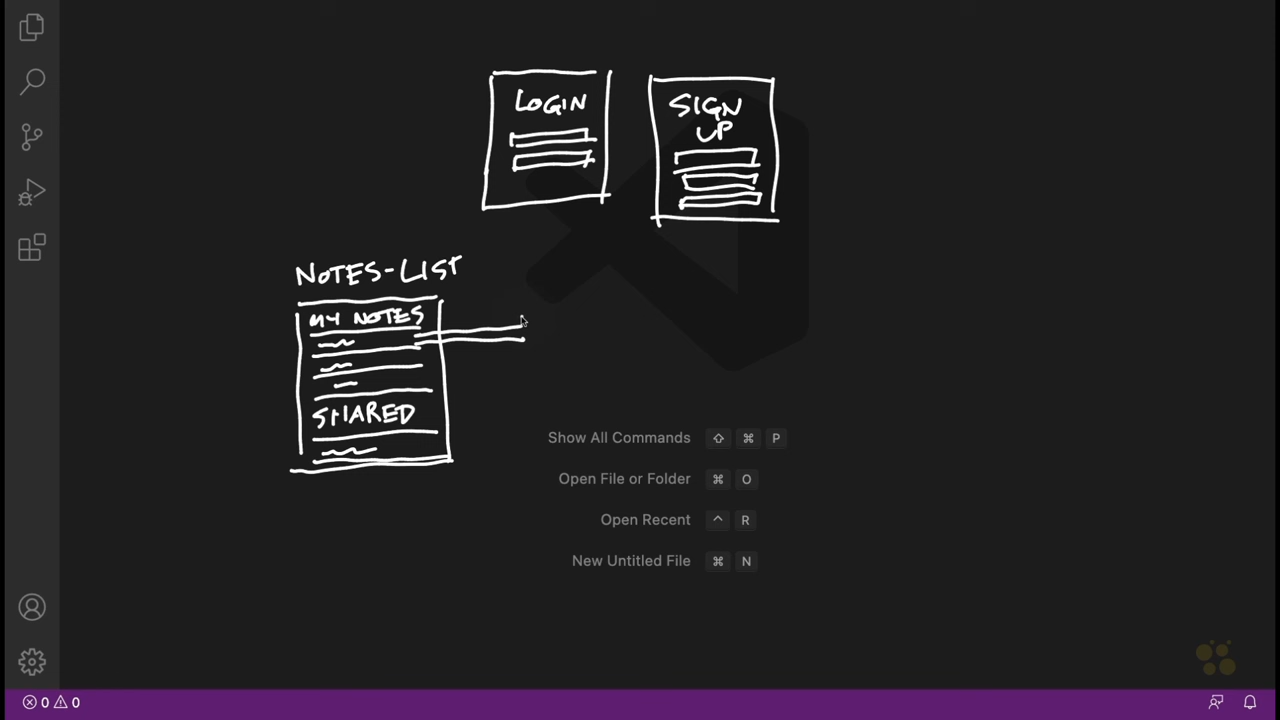 LOGIN
SIGN
UP
NOTES-LIST
MY NOTES
SHARED
Show All Commands ⇧ ⌘ P
Open File or Folder ⌘ O
Open Recent ⌃ R
New Untitled File ⌘ N
0 0